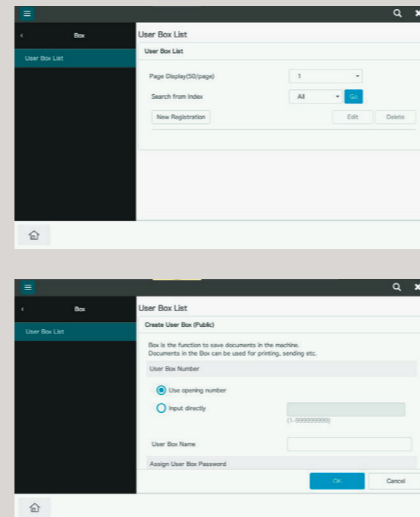 Box
User Box List
User Box List
User Box List
Page Display(50/page)
1
Search from Index
All
Go
New Registration
Edit
Delete
Box
User Box List
User Box List
Create User Box (Public)
Box is the function to save documents in the machine.
Documents in the Box can be used for printing, sending etc.
User Box Number
Use opening number
Input directly
(1-999999999)
User Box Name
Assign User Box Password
OK
Cancel